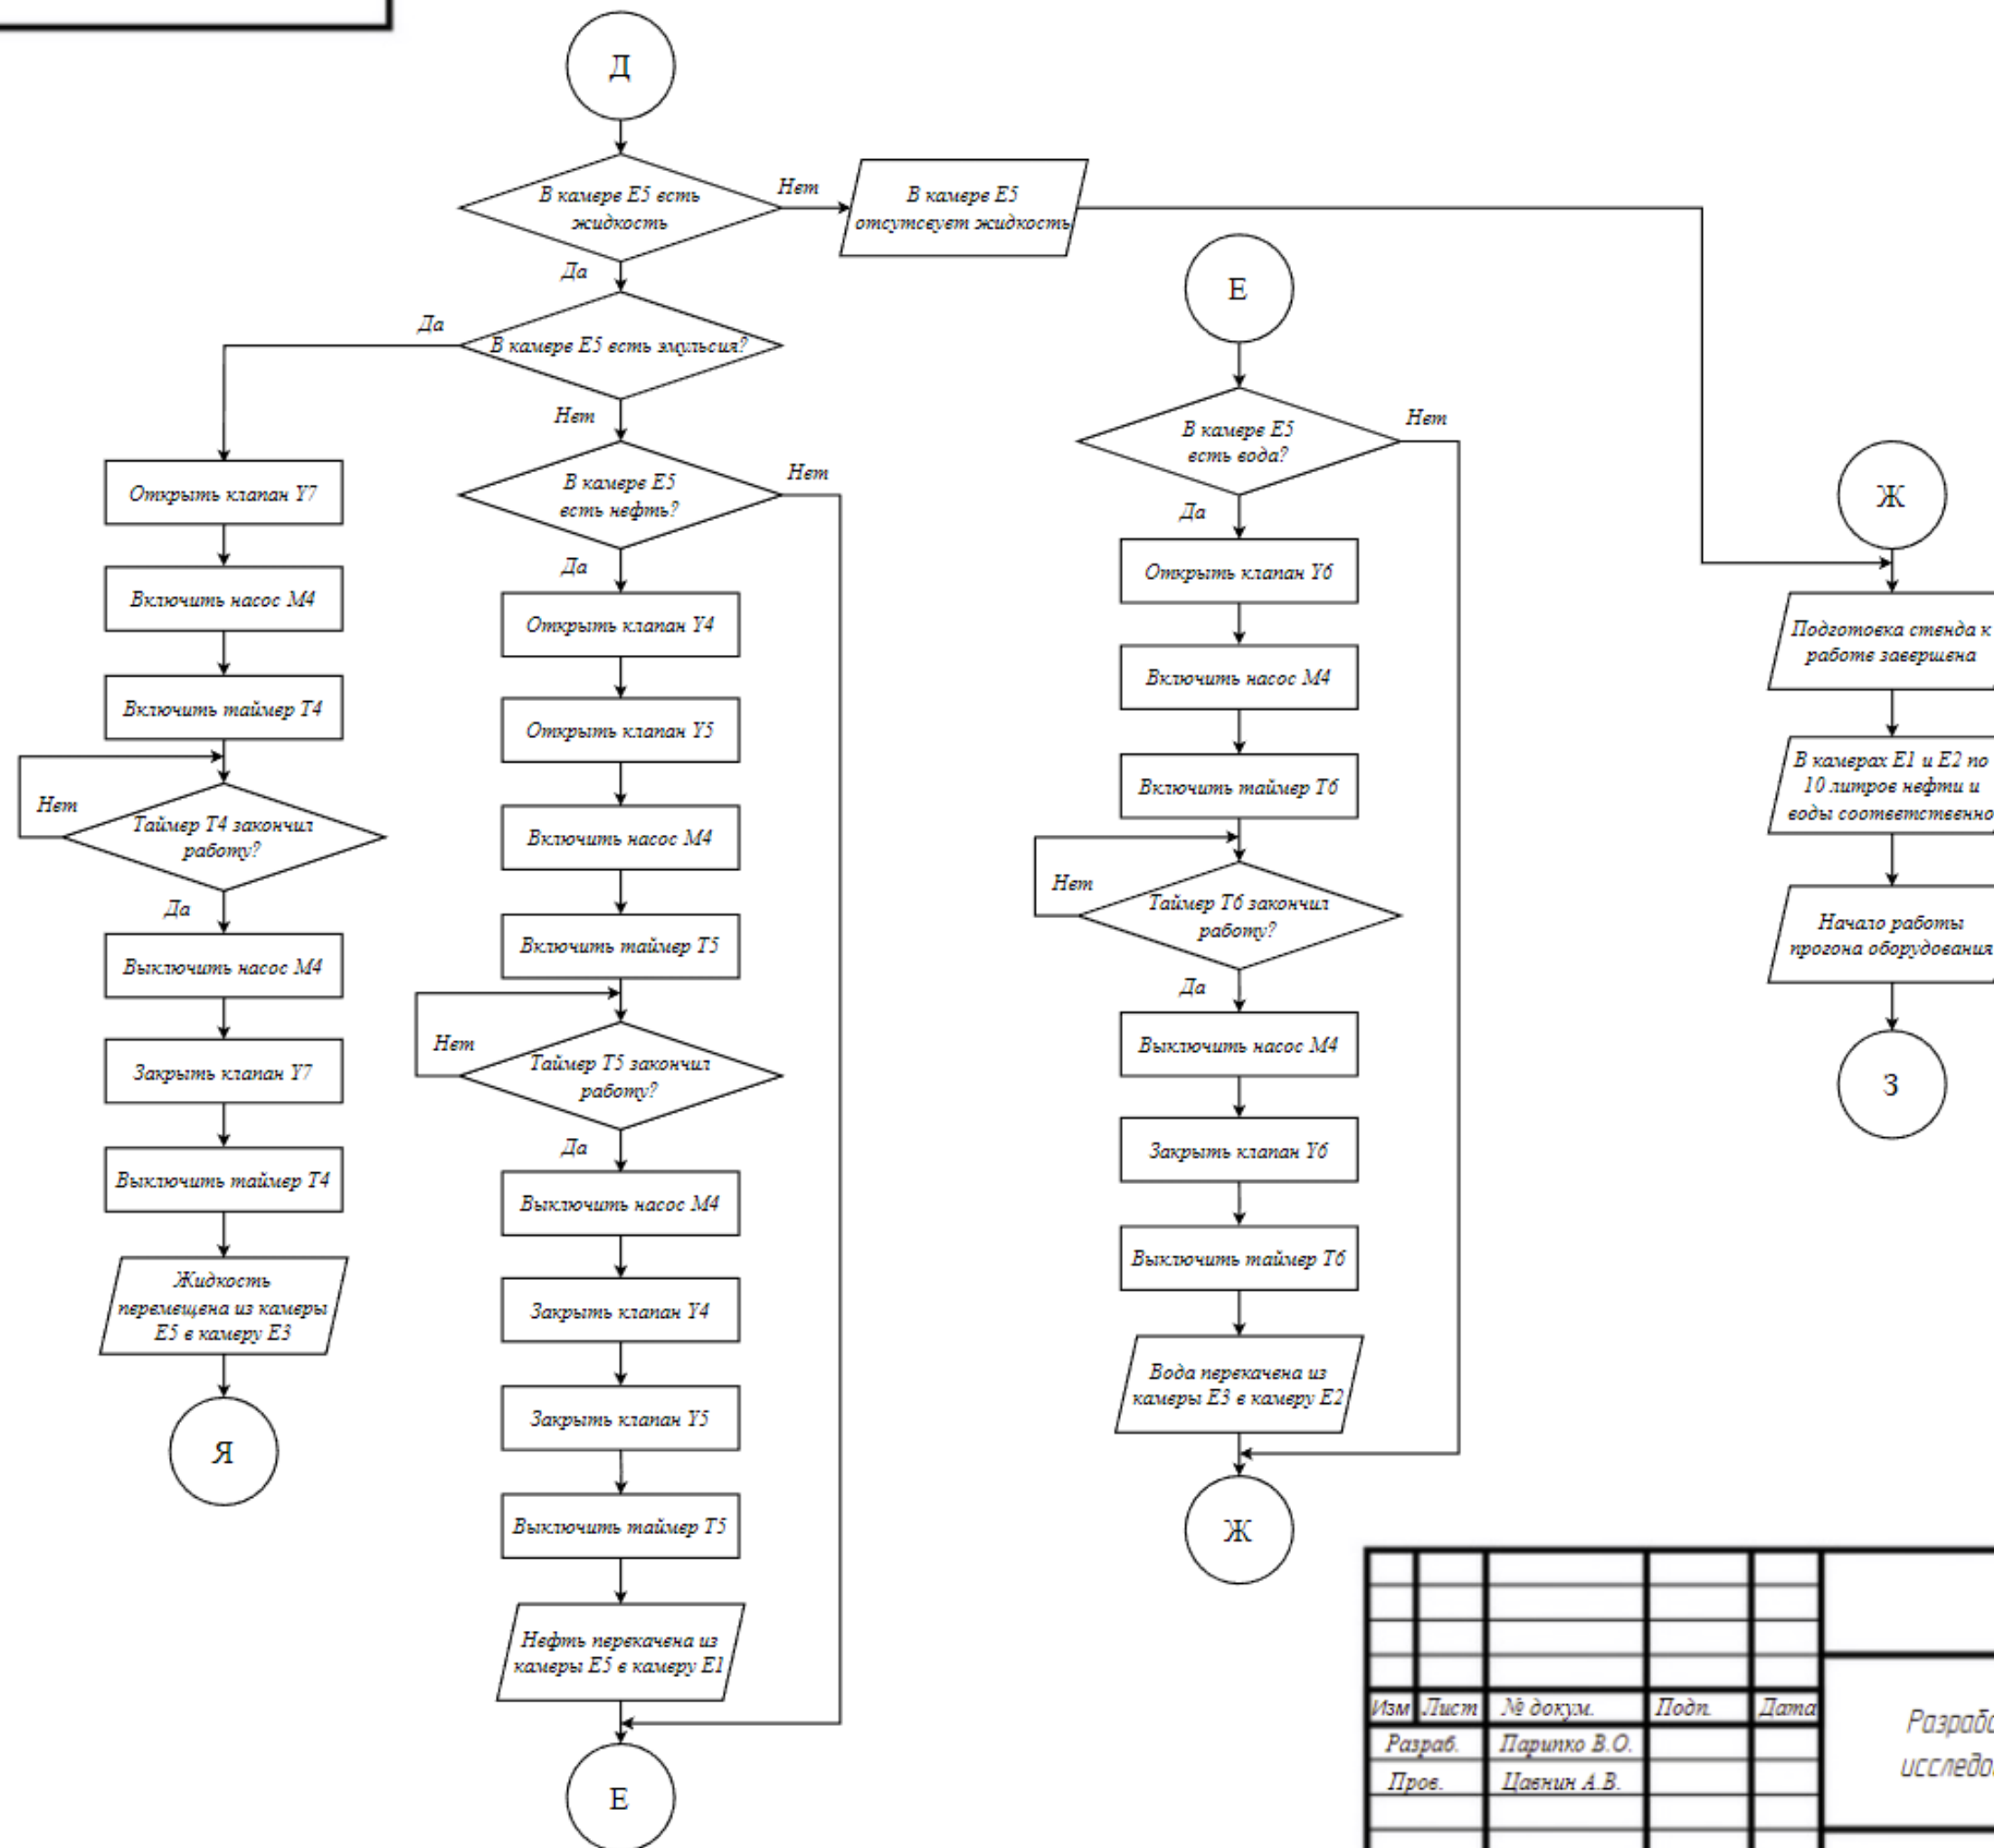 Д
В камере Е5 есть
жидкость
Нет
В камере Е5
отсутсвует жидкость
Да
В камере Е5 есть эмульсия?
Да
Нет
Открыть клапан Y7
Включить насос М4
Включить таймер Т4
Нет
Таймер Т4 закончил
работу?
Да
Выключить насос М4
Закрыть клапан Y7
Выключить таймер Т4
Жидкость
перемещена из камеры
Е5 в камеру Е3
Я
В камере Е5
есть нефть?
Нет
Да
Открыть клапан Y4
Открыть клапан Y5
Включить насос М4
Включить таймер Т5
Нет
Таймер Т5 закончил
работу?
Да
Выключить насос М4
Закрыть клапан Y4
Закрыть клапан Y5
Выключить таймер Т5
Нефть перекачена из
камеры Е5 в камеру Е1
Е
Е
В камере Е5
есть вода?
Нет
Да
Открыть клапан Y6
Включить насос М4
Включить таймер Т6
Нет
Таймер Т6 закончил
работу?
Да
Выключить насос М4
Закрыть клапан Y6
Выключить таймер Т6
Вода перекачена из
камеры Е3 в камеру Е2
Ж
Ж
Подготовка стенда к
работе завершена
В камерах Е1 и Е2 по
10 литров нефти и
воды соответственно
Начало работы
прогона оборудования
З
Изм Лист № докум. Подп. Дата
Разраб. Парипко В.О.
Пров. Цавнин А.В.